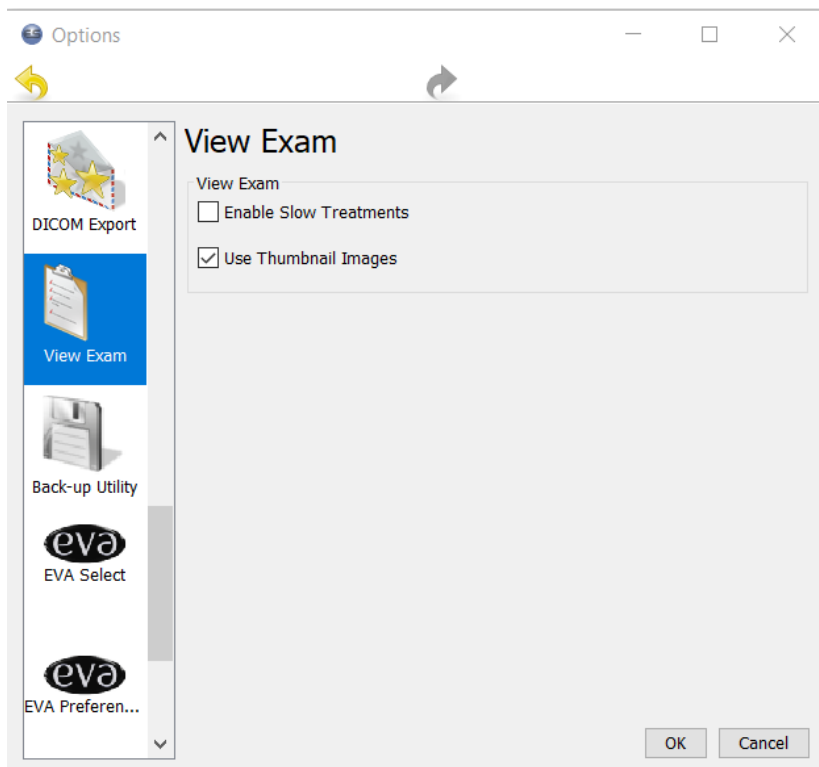 Options
DICOM Export
View Exam
Back-up Utility
eva
EVA Select
eva
EVA Preferen...
View Exam
View Exam
Enable Slow Treatments
Use Thumbnail Images
OK
Cancel